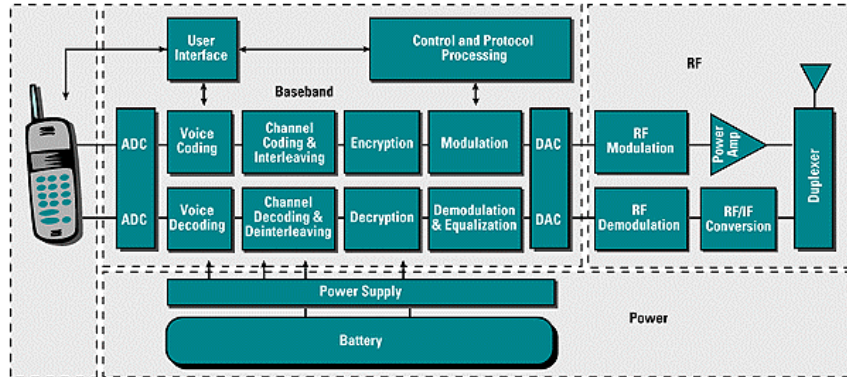 User
Interface
Control and Protocol
Processing
RF
Baseband
ADC
Voice
Coding
Channel
Coding &
Interleaving
Encryption
Modulation
DAC
RF
Modulation
Power
Amp
Duplexer
ADC
Voice
Decoding
Channel
Decoding &
Deinterleaving
Decryption
Demodulation
& Equalization
DAC
RF
Demodulation
RF/IF
Conversion
Power Supply
Power
Battery